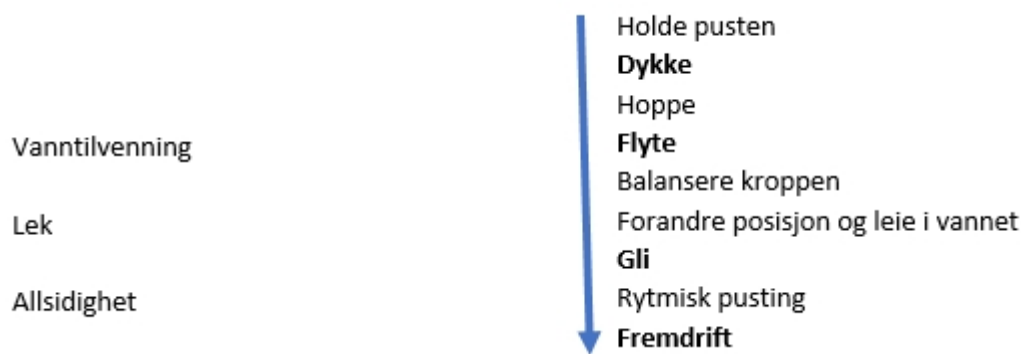 Vanntilvenning
Lek
Allsidighet
Holde pusten
Dykke
Hoppe
Flyte
Balansere kroppen
Forandre posisjon og leie i vannet
Gli
Rytmisk pusting
Fremdrift